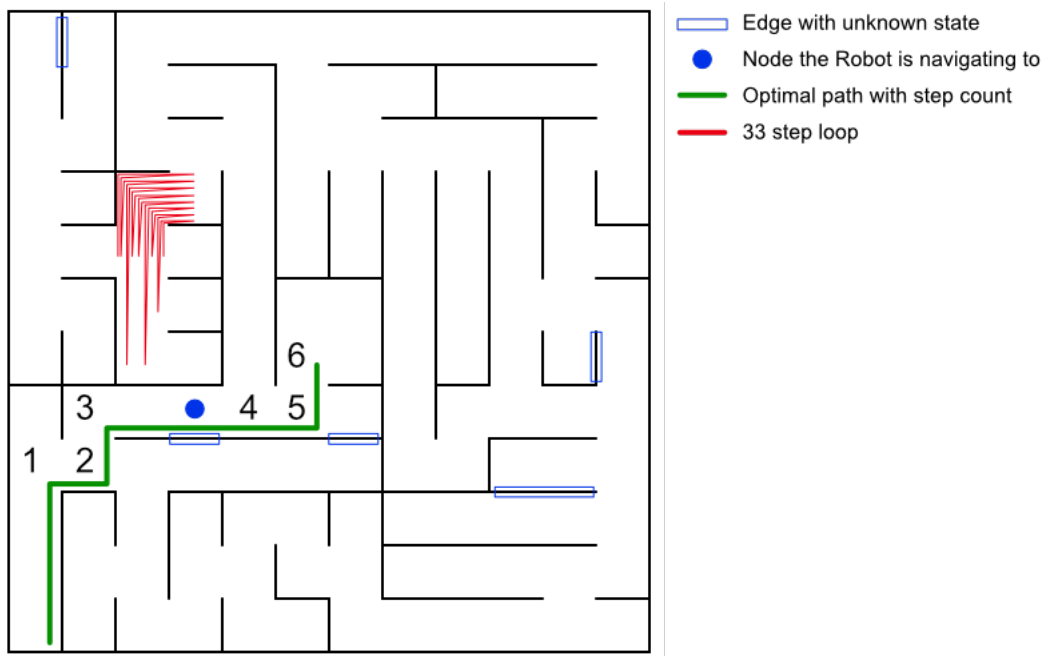 Edge with unknown state
Node the Robot is navigating to
Optimal path with step count
33 step loop
6
3 4 5
1 2